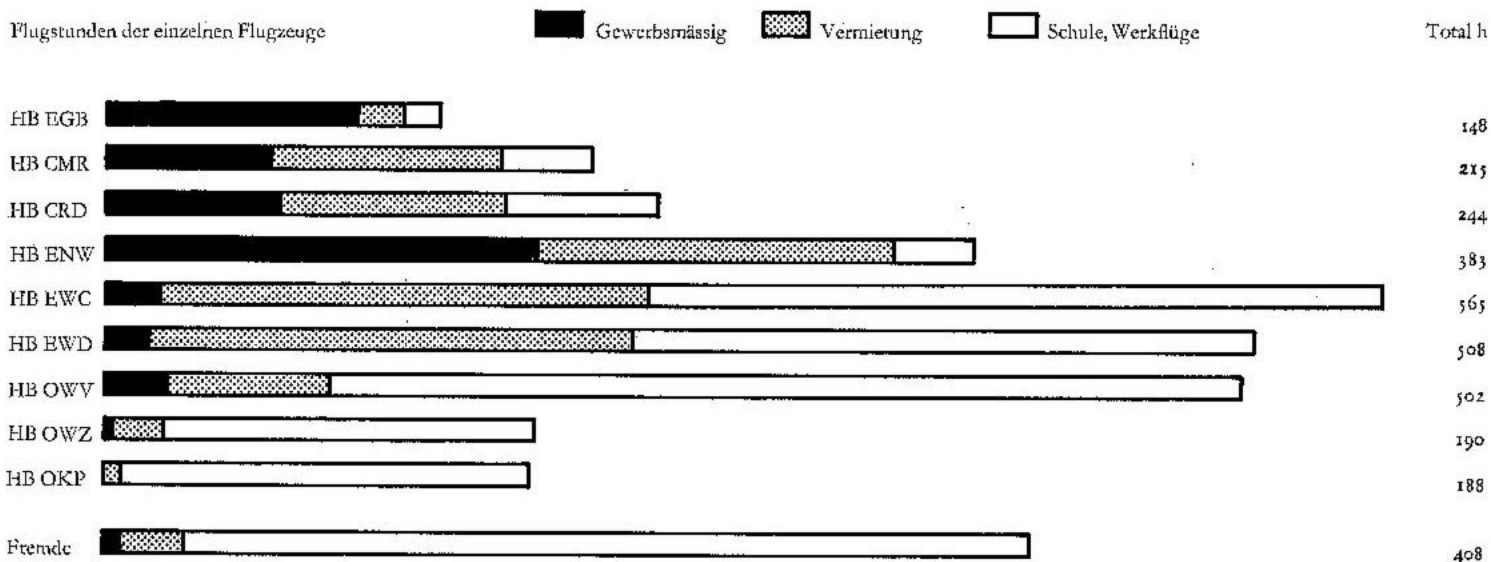 Flugstunden der einzelnen Flugzeuge Gewerbsmässig Vermietung Schule, Werkflüge Total h
HB EGB 148
HB CMR 215
HB CRD 244
HB ENW 383
HB EWC 565
HB EWD 508
HB OWV 502
HB OWZ 190
HB OKP 188
Fremde 408